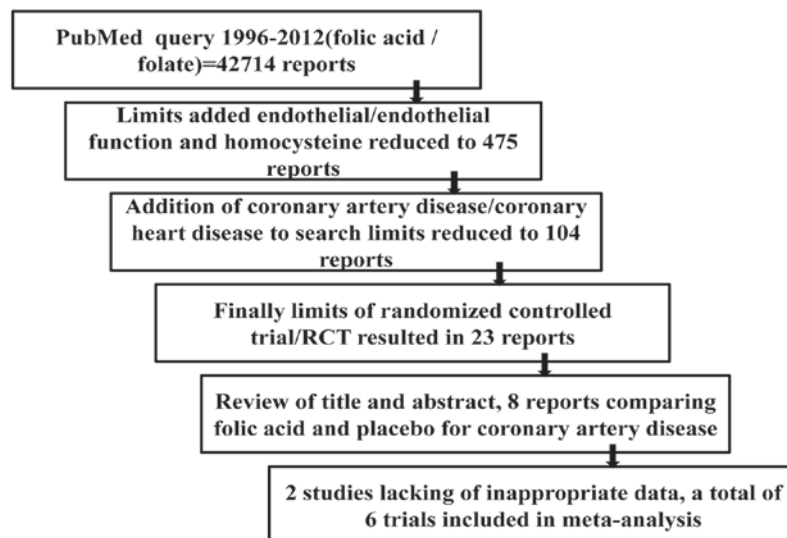 PubMed query 1996-2012(folic acid /
folate)=42714 reports
Limits added endothelial/endothelial
function and homocysteine reduced to 475
reports
Addition of coronary artery disease/coronary
heart disease to search limits reduced to 104
reports
Finally limits of randomized controlled
trial/RCT resulted in 23 reports
Review of title and abstract, 8 reports comparing
folic acid and placebo for coronary artery disease
2 studies lacking of inappropriate data, a total of
6 trials included in meta-analysis